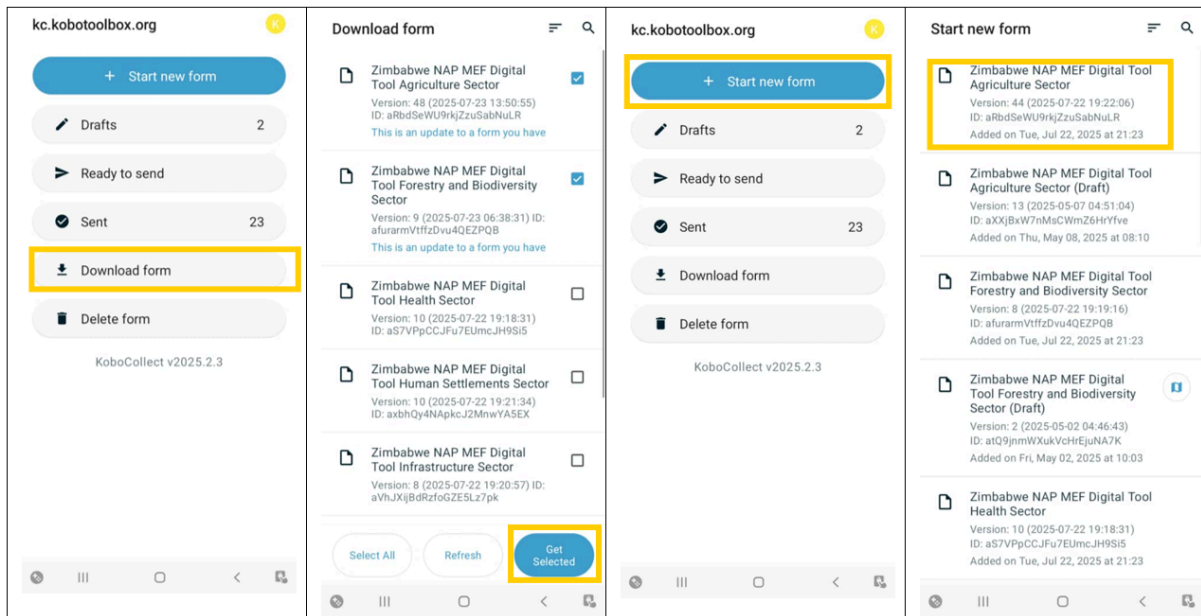 kc.kobotoolbox.org
K
+ Start new form
Drafts 2
Ready to send
Sent 23
Download form
Delete form
KoboCollect v2025.2.3
Download form
Zimbabwe NAP MEF Digital
Tool Agriculture Sector
Version: 48 (2025-07-23 13:50:55)
ID: aRbdSeWU9rkjZzuSabNuLR
This is an update to a form you have
Zimbabwe NAP MEF Digital
Tool Forestry and Biodiversity
Sector
Version: 9 (2025-07-23 06:38:31) ID:
afurarmVtffzDvu4QEZPQB
This is an update to a form you have
Zimbabwe NAP MEF Digital
Tool Health Sector
Version: 10 (2025-07-22 19:18:31)
ID: aS7VPpCCJFu7EUmcJH9Si5
Zimbabwe NAP MEF Digital
Tool Human Settlements Sector
Version: 10 (2025-07-22 19:21:34)
ID: axbhQy4NApkcJ2MnwYA5EX
Zimbabwe NAP MEF Digital
Tool Infrastructure Sector
Version: 8 (2025-07-22 19:20:57) ID:
aVhJXijBdRzfoGZE5Lz7pk
Select All
Refresh
Get
Selected
kc.kobotoolbox.org
K
+ Start new form
Drafts 2
Ready to send
Sent 23
Download form
Delete form
KoboCollect v2025.2.3
Start new form
Zimbabwe NAP MEF Digital Tool
Agriculture Sector
Version: 44 (2025-07-22 19:22:06)
ID: aRbdSeWU9rkjZzuSabNuLR
Added on Tue, Jul 22, 2025 at 21:23
Zimbabwe NAP MEF Digital Tool
Agriculture Sector (Draft)
Version: 13 (2025-05-07 04:51:04)
ID: aXXjBxW7nMsCWmZ6HrYfve
Added on Thu, May 08, 2025 at 08:10
Zimbabwe NAP MEF Digital Tool
Forestry and Biodiversity Sector
Version: 8 (2025-07-22 19:19:16)
ID: afurarmVtffzDvu4QEZPQB
Added on Tue, Jul 22, 2025 at 21:23
Zimbabwe NAP MEF Digital
Tool Forestry and Biodiversity
Sector (Draft)
Version: 2 (2025-05-02 04:46:43)
ID: atQ9jnmWXukVcHrEjuNA7K
Added on Fri, May 02, 2025 at 10:03
Zimbabwe NAP MEF Digital Tool
Health Sector
Version: 10 (2025-07-22 19:18:31)
ID: aS7VPpCCJFu7EUmcJH9Si5
Added on Tue, Jul 22, 2025 at 21:23